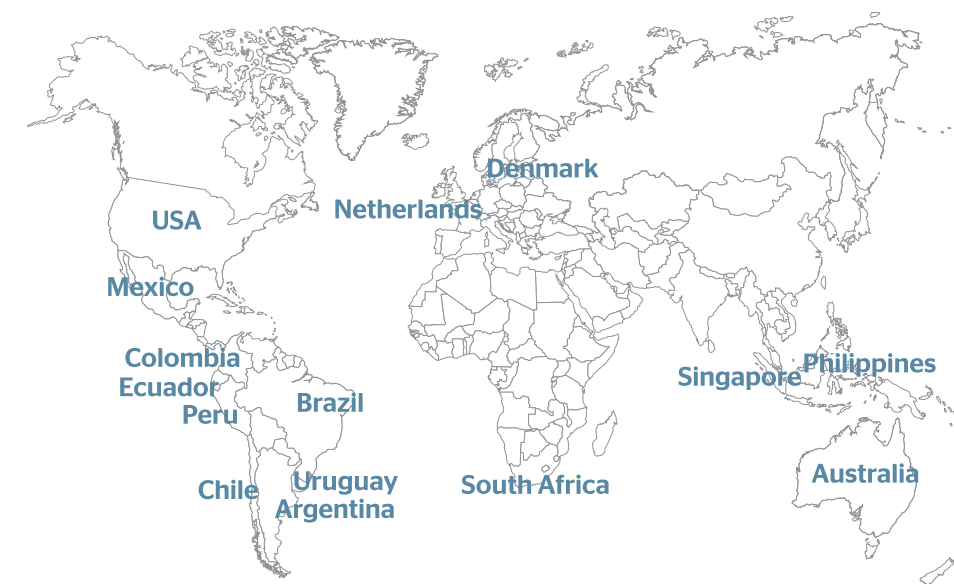 Denmark
Netherlands
USA
Mexico
Colombia
Philippines
Singapore
Ecuador
Brazil
Peru
Australia
Uruguay
South Africa
Chile
Argentina